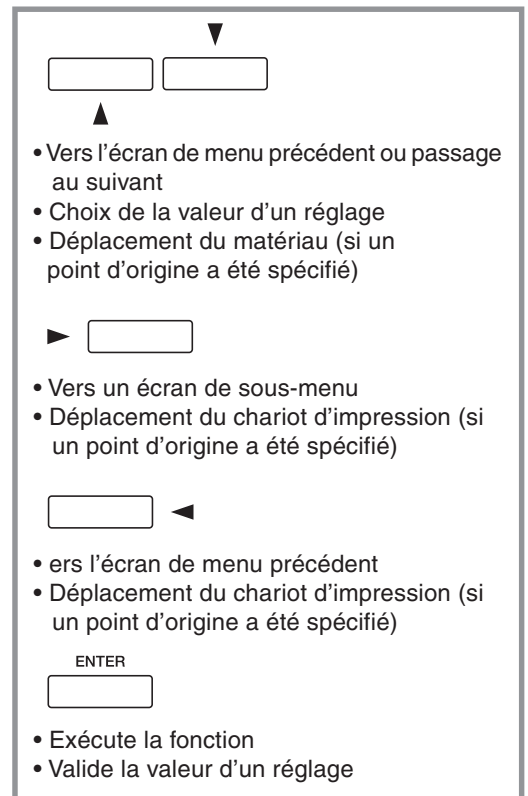 • Vers l’écran de menu précédent ou passage
au suivant
• Choix de la valeur d’un réglage
• Déplacement du matériau (si un
point d’origine a été spécifié)
• Vers un écran de sous-menu
• Déplacement du chariot d’impression (si
un point d’origine a été spécifié)
• ers l’écran de menu précédent
• Déplacement du chariot d’impression (si
un point d’origine a été spécifié)
ENTER
• Exécute la fonction
• Valide la valeur d’un réglage